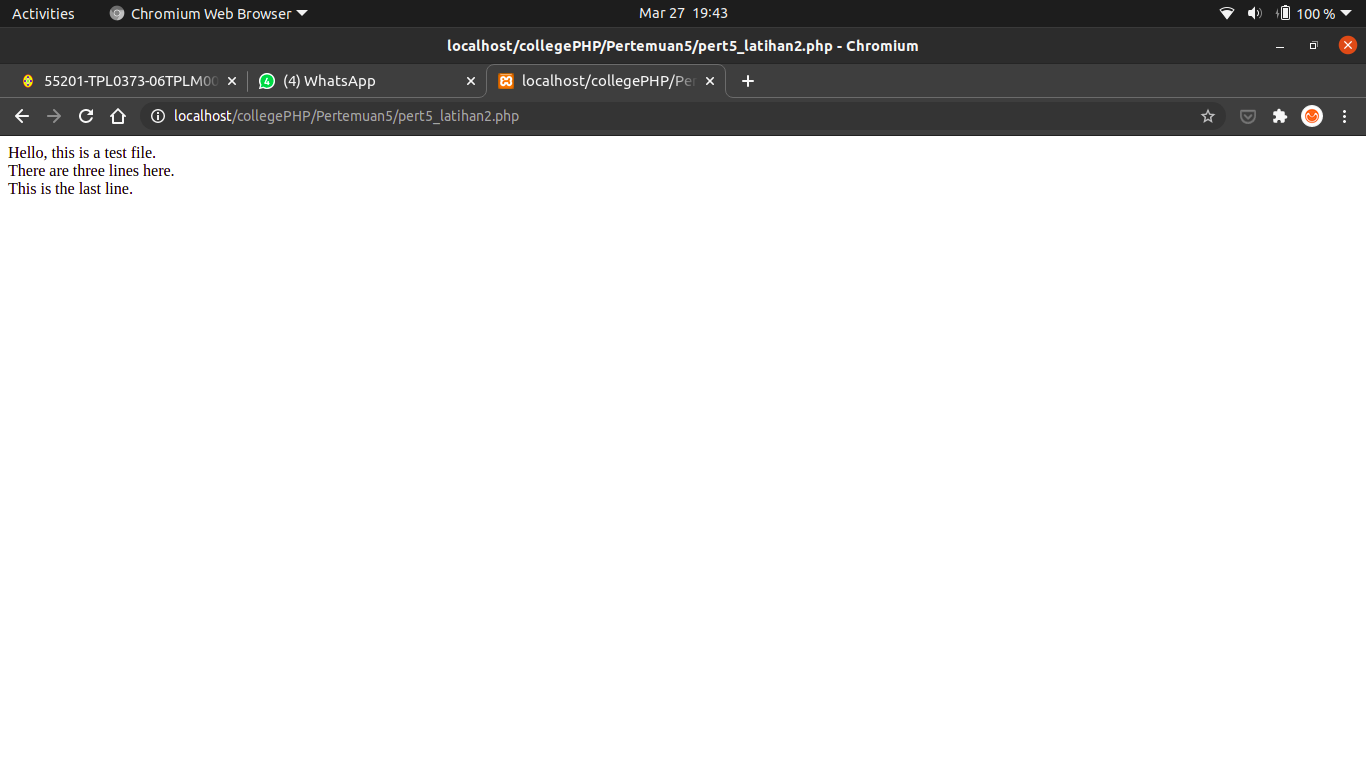 Activities Chromium Web Browser Mar 27 19:43 100 %
localhost/collegePHP/Pertemuan5/pert5_latihan2.php - Chromium
55201-TPL0373-06TPLM00 4 (4) WhatsApp localhost/collegePHP/Per
localhost/collegePHP/Pertemuan5/pert5_latihan2.php
Hello, this is a test file.
There are three lines here.
This is the last line.